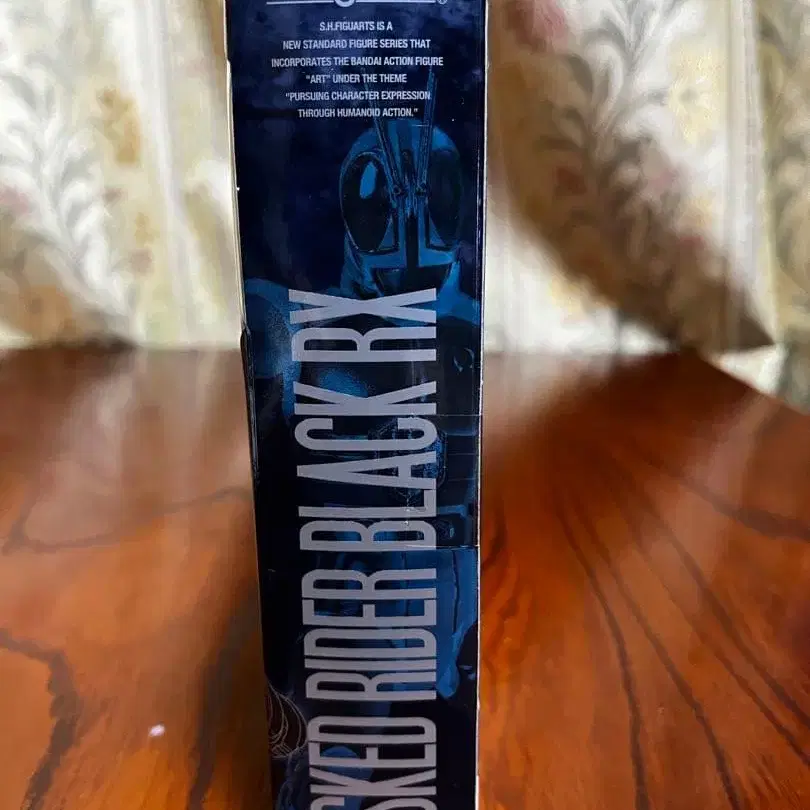 S.H.FIGUARTS IS A
NEW STANDARD FIGURE SERIES THAT
INCORPORATES THE BANDAI ACTION FIGURE
"ART" UNDER THE THEME
"PURSUING CHARACTER EXPRESSION
THROUGH HUMANOID ACTION."
SKED RIDER BLACK RX